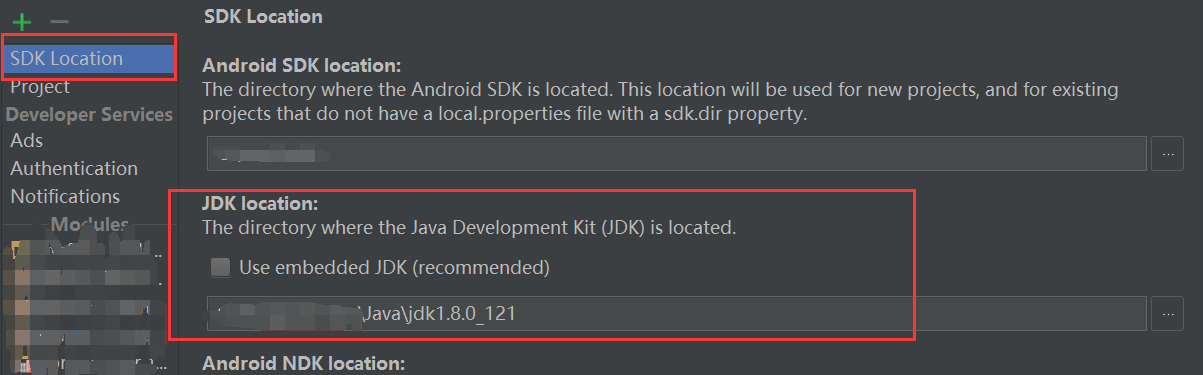 SDK Location
SDK Location
Project
Developer Services
Ads
Authentication
Notifications
Modules
Android SDK location:
The directory where the Android SDK is located. This location will be used for new projects, and for existing
projects that do not have a local.properties file with a sdk.dir property.
...
JDK location:
The directory where the Java Development Kit (JDK) is located.
Use embedded JDK (recommended)
\Java\jdk1.8.0_121
...
Android NDK location: